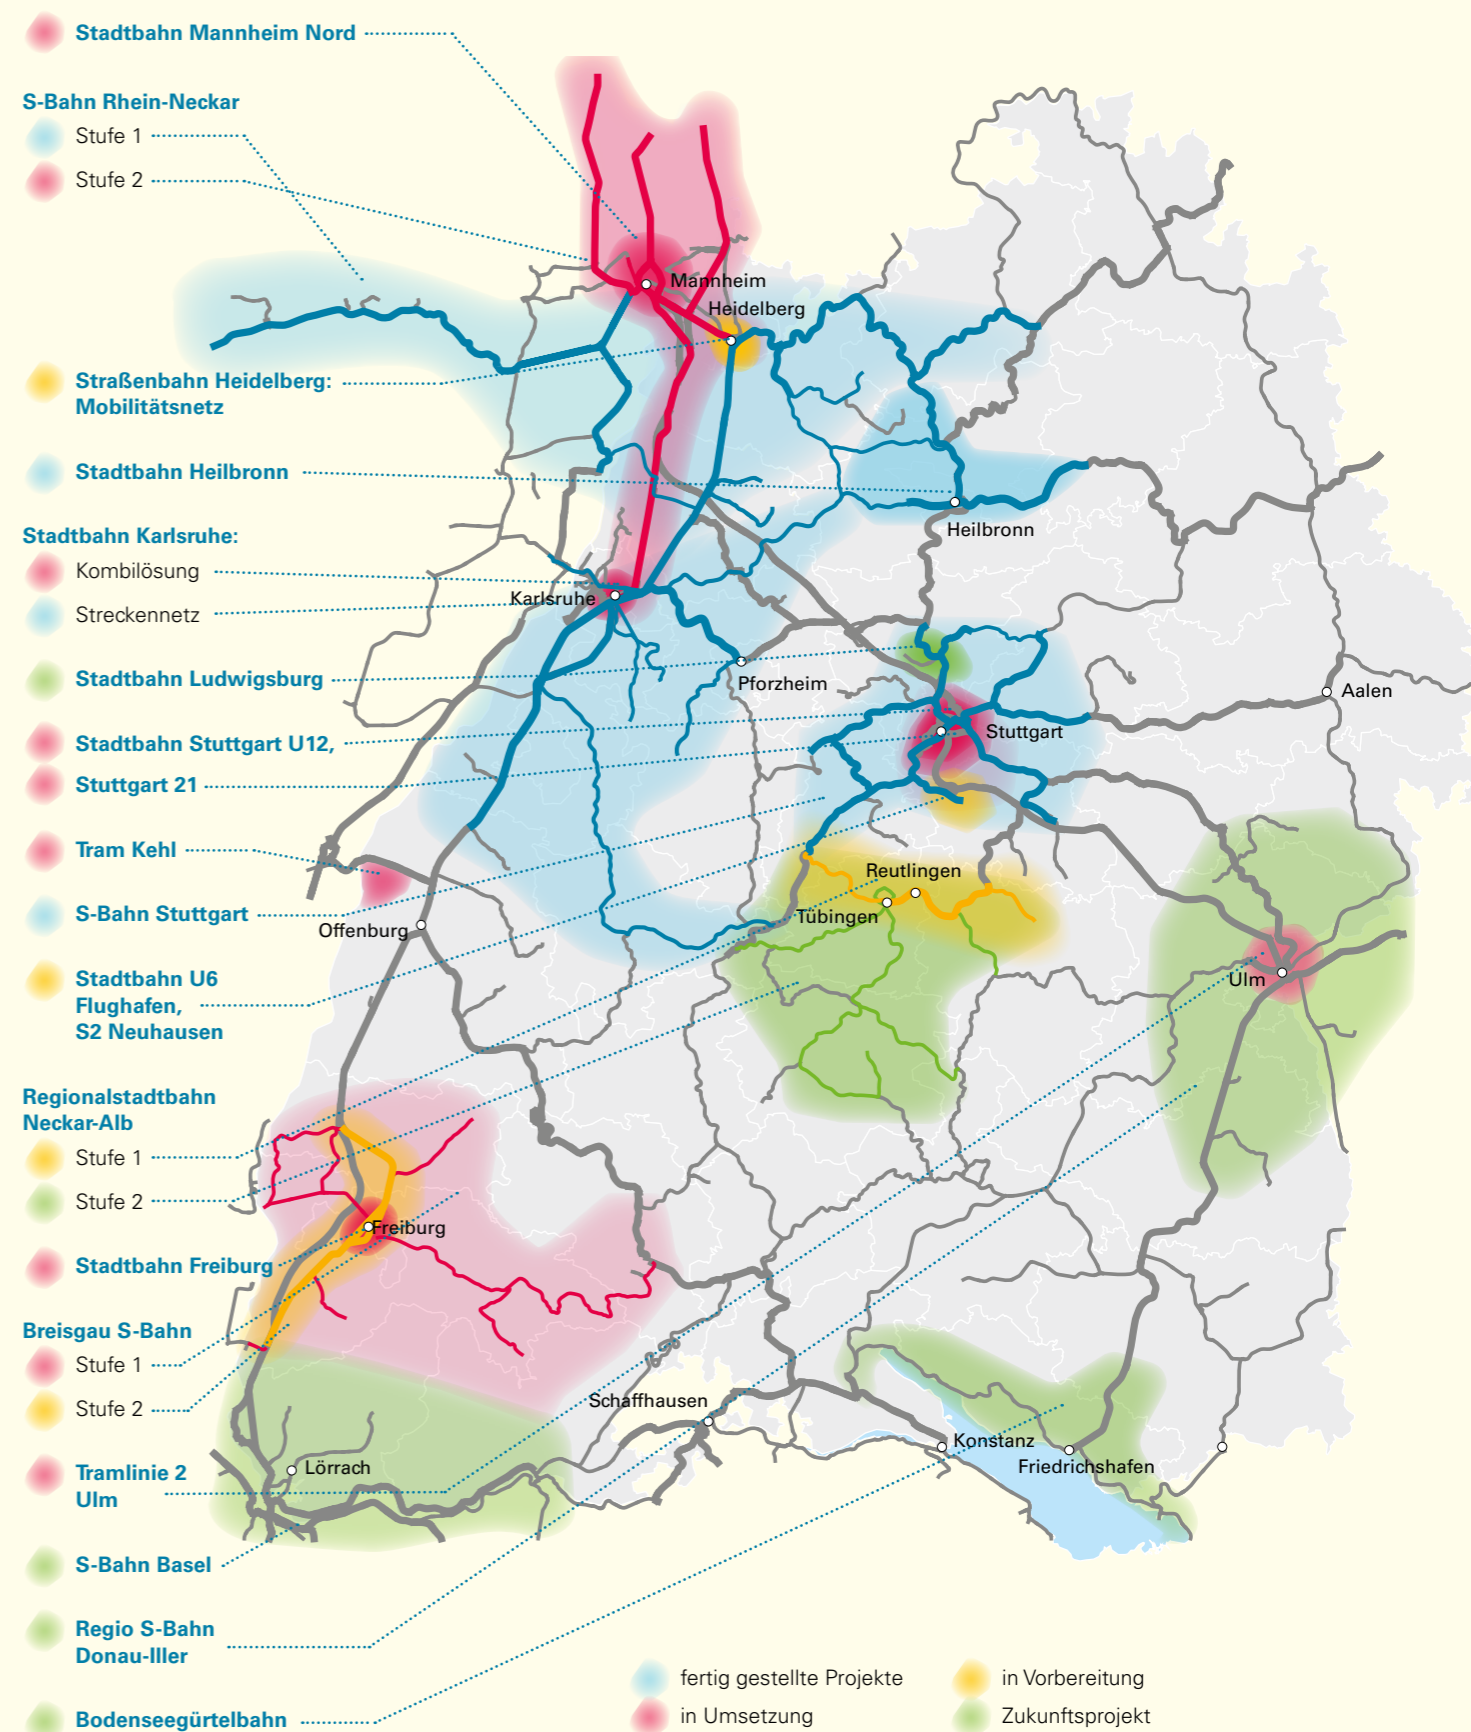 Stadtbahn Mannheim Nord
S-Bahn Rhein-Neckar
Stufe 1
Stufe 2
Straßenbahn Heidelberg:
Mobilitätsnetz
Stadtbahn Heilbronn
Stadtbahn Karlsruhe:
Kombilösung
Streckennetz
Stadtbahn Ludwigsburg
Stadtbahn Stuttgart U12,
Stuttgart 21
Tram Kehl
S-Bahn Stuttgart
Stadtbahn U6
Flughafen,
S2 Neuhausen
Regionalstadtbahn
Neckar-Alb
Stufe 1
Stufe 2
Stadtbahn Freiburg
Breisgau S-Bahn
Stufe 1
Stufe 2
Tramlinie 2
Ulm
S-Bahn Basel
Regio S-Bahn
Donau-Iller
Bodenseegürtelbahn
Mannheim
Heidelberg
Heilbronn
Karlsruhe
Pforzheim
Aalen
Stuttgart
Reutlingen
Tübingen
Offenburg
Ulm
Freiburg
Schaffhausen
Konstanz
Friedrichshafen
Lörrach
fertig gestellte Projekte
in Umsetzung
in Vorbereitung
Zukunftsprojekt